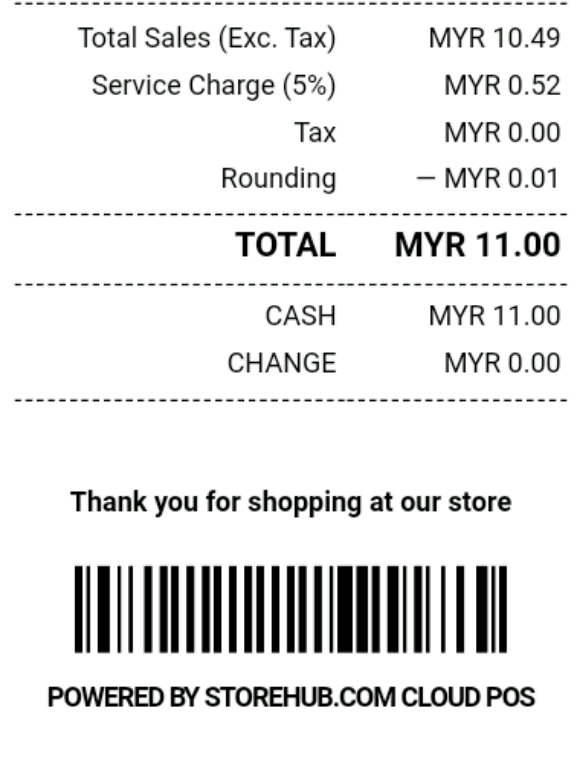 Total Sales (Exc. Tax) MYR 10.49
Service Charge (5%) MYR 0.52
Tax MYR 0.00
Rounding — MYR 0.01
TOTAL MYR 11.00
CASH MYR 11.00
CHANGE MYR 0.00
Thank you for shopping at our store
POWERED BY STOREHUB.COM CLOUD POS